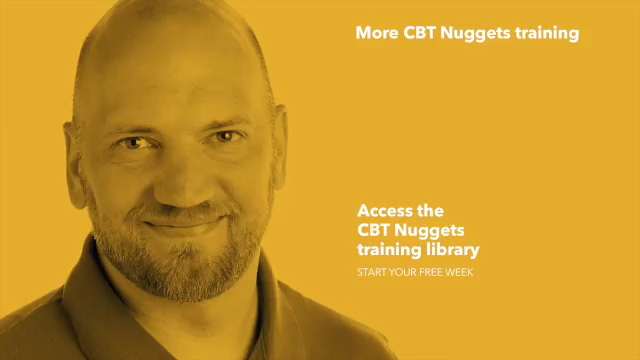 More CBT Nuggets training
Access the
CBT Nuggets
training library
START YOUR FREE WEEK